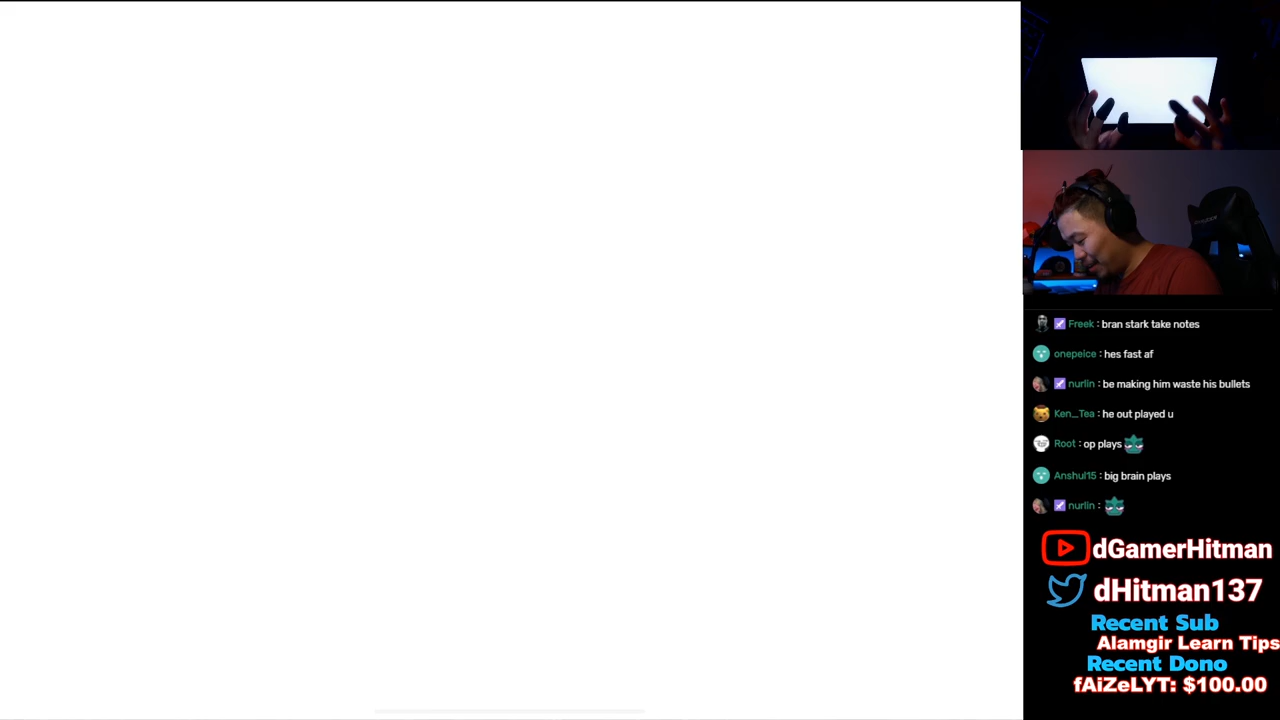 Freek : bran stark take notes
onepeice : hes fast af
nurlin : be making him waste his bullets
Ken_Tea : he out played u
Root : op plays
Anshul15 : big brain plays
nurlin :
dGamerHitman
dHitman137
Recent Sub
Alamgir Learn Tips
Recent Dono
fAiZeLYT: $100.00